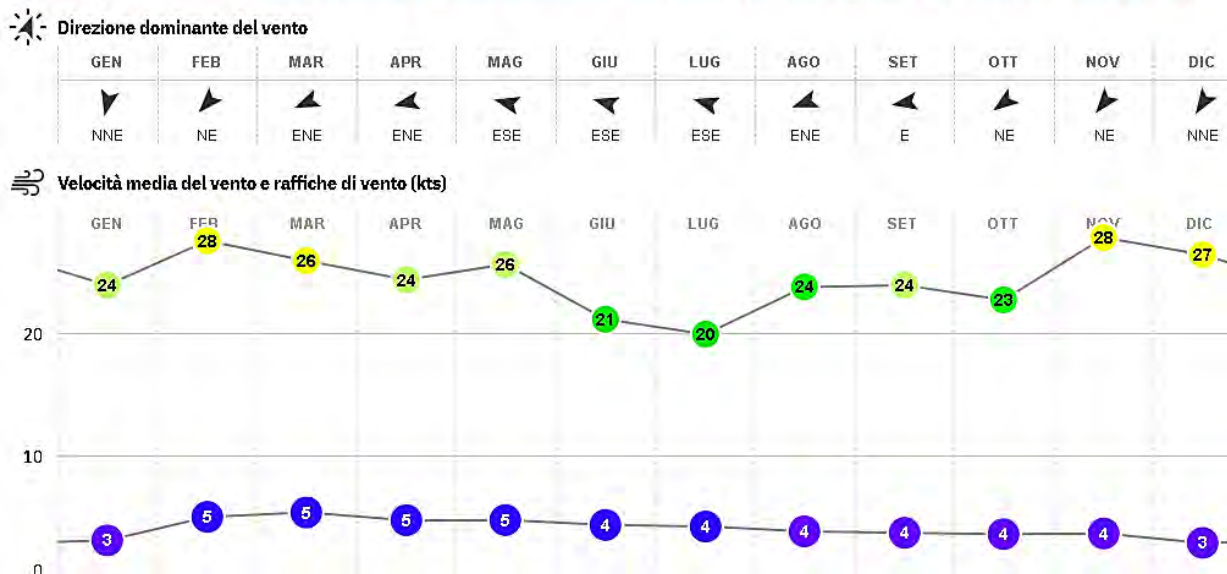 Direzione dominante del vento
GEN FEB MAR APR MAG GIU LUG AGO SET OTT NOV DIC
NNE NE ENE ENE ESE ESE ESE ENE E NE NE NNE
Velocità media del vento e raffiche di vento (kts)
GEN FEB MAR APR MAG GIU LUG AGO SET OTT NOV DIC
24 28 26 24 26 21 20 24 24 23 28 27
20
10
3 5 5 5 5 4 4 4 4 4 4 3
0